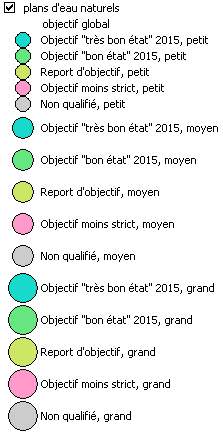 plans d'eau naturels
objectif global
Objectif "très bon état" 2015, petit
Objectif "bon état" 2015, petit
Report d'objectif, petit
Objectif moins strict, petit
Non qualifié, petit
Objectif "très bon état" 2015, moyen
Objectif "bon état" 2015, moyen
Report d'objectif, moyen
Objectif moins strict, moyen
Non qualifié, moyen
Objectif "très bon état" 2015, grand
Objectif "bon état" 2015, grand
Report d'objectif, grand
Objectif moins strict, grand
Non qualifié, grand